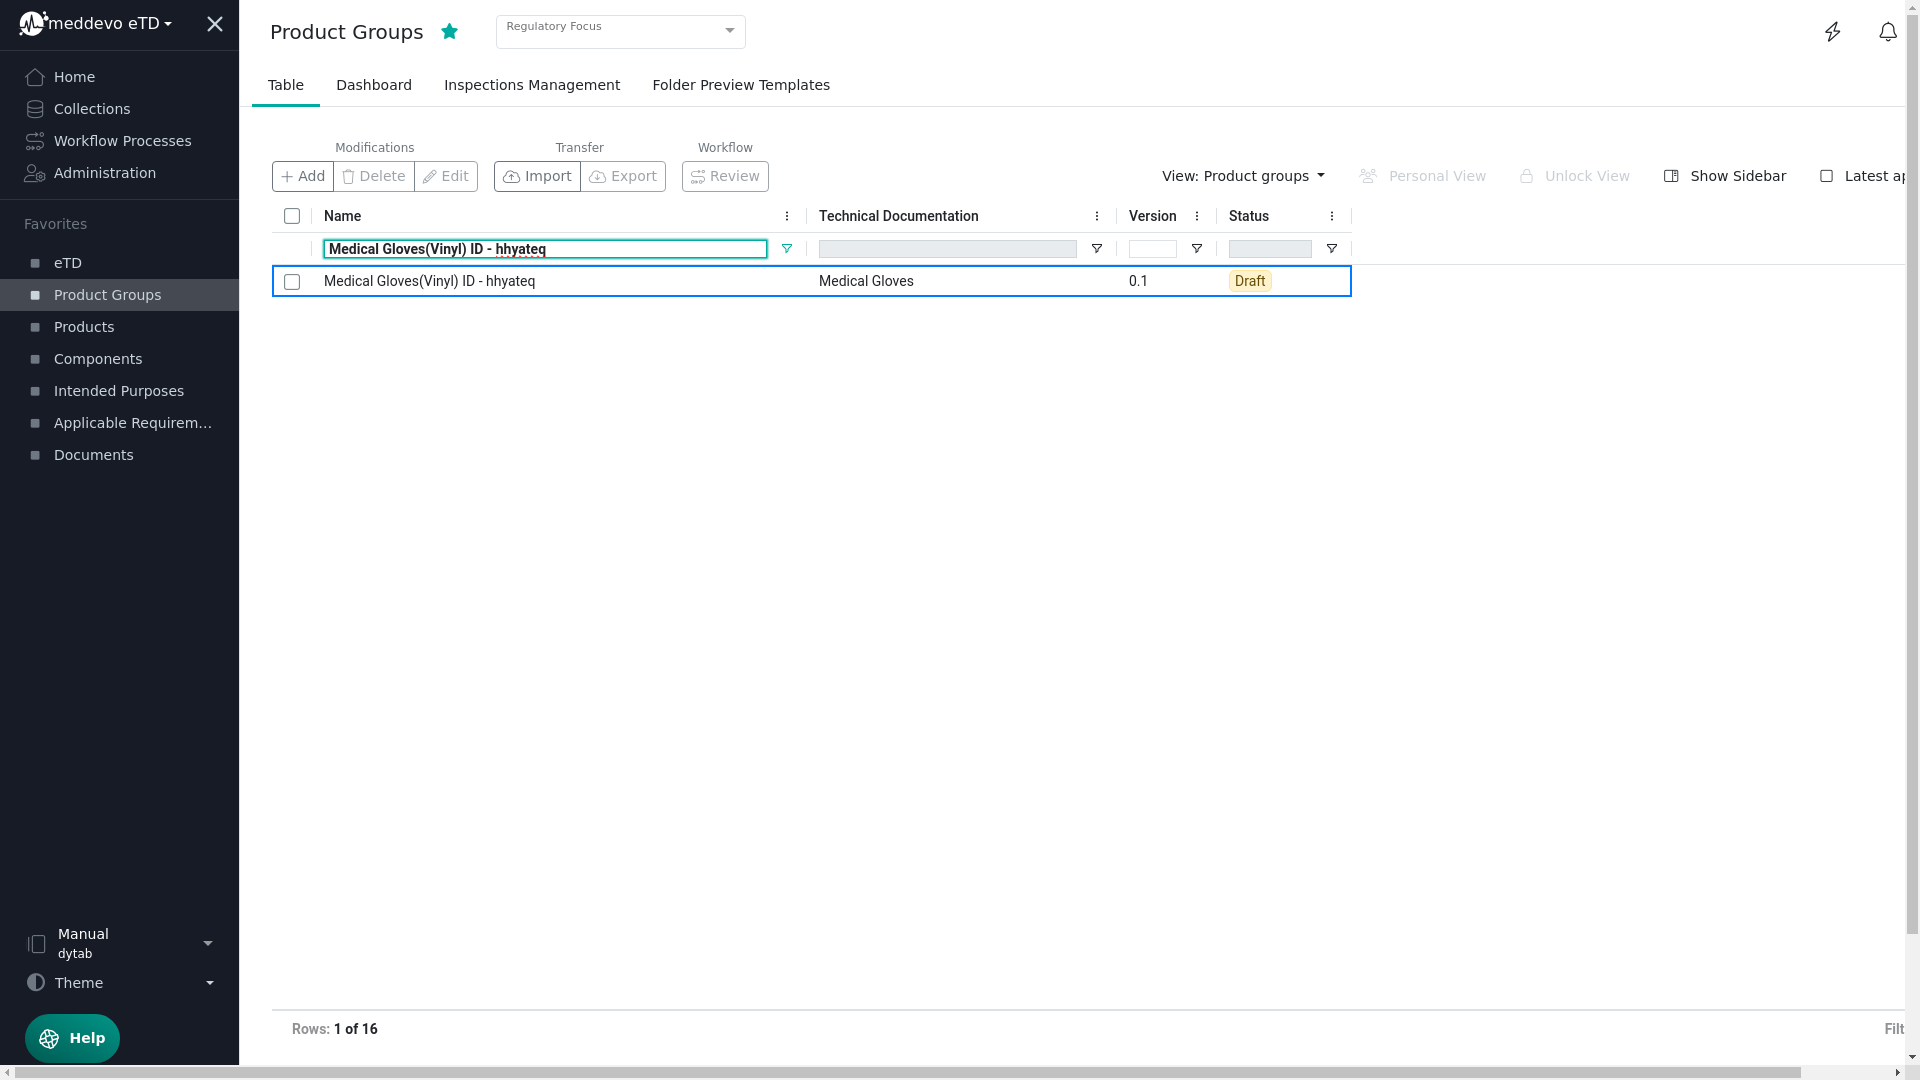 meddevo eTD
Home
Collections
Workflow Processes
Administration
Favorites
eTD
Product Groups
Products
Components
Intended Purposes
Applicable Requirem...
Documents
Manual
dytab
Theme
Help
Product Groups
Regulatory Focus
Table
Dashboard
Inspections Management
Folder Preview Templates
Modifications
Transfer
Workflow
Add
Delete
Edit
Import
Export
Review
View: Product groups
Personal View
Unlock View
Show Sidebar
Latest ap
Name
Technical Documentation
Version
Status
Medical Gloves(Vinyl) ID - hhyateq
Medical Gloves(Vinyl) ID - hhyateq
Medical Gloves
0.1
Draft
Rows: 1 of 16
Filt